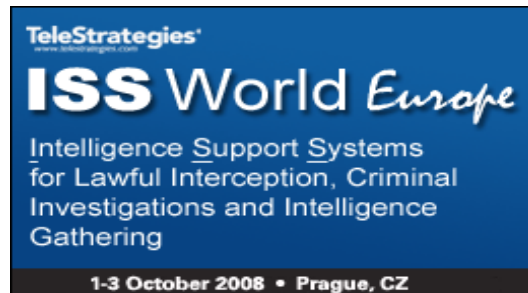 TeleStrategies®
www.telestrategies.com
ISS World Europe
Intelligence Support Systems
for Lawful Interception, Criminal
Investigations and Intelligence
Gathering
1-3 October 2008 • Prague, CZ